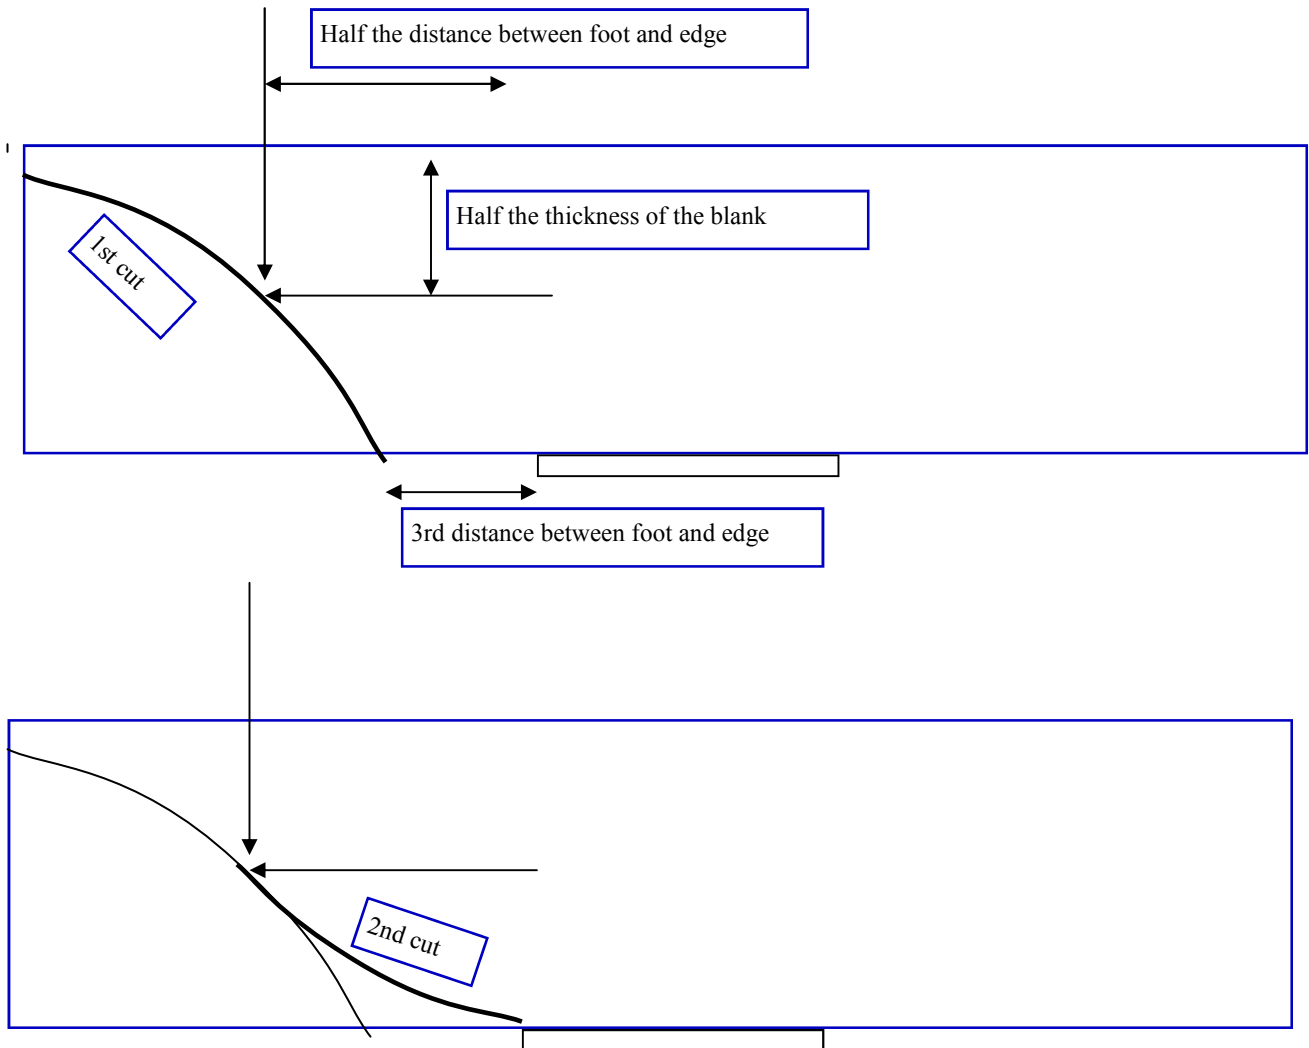 Half the distance between foot and edge
Half the thickness of the blank
1st cut
3rd distance between foot and edge
2nd cut